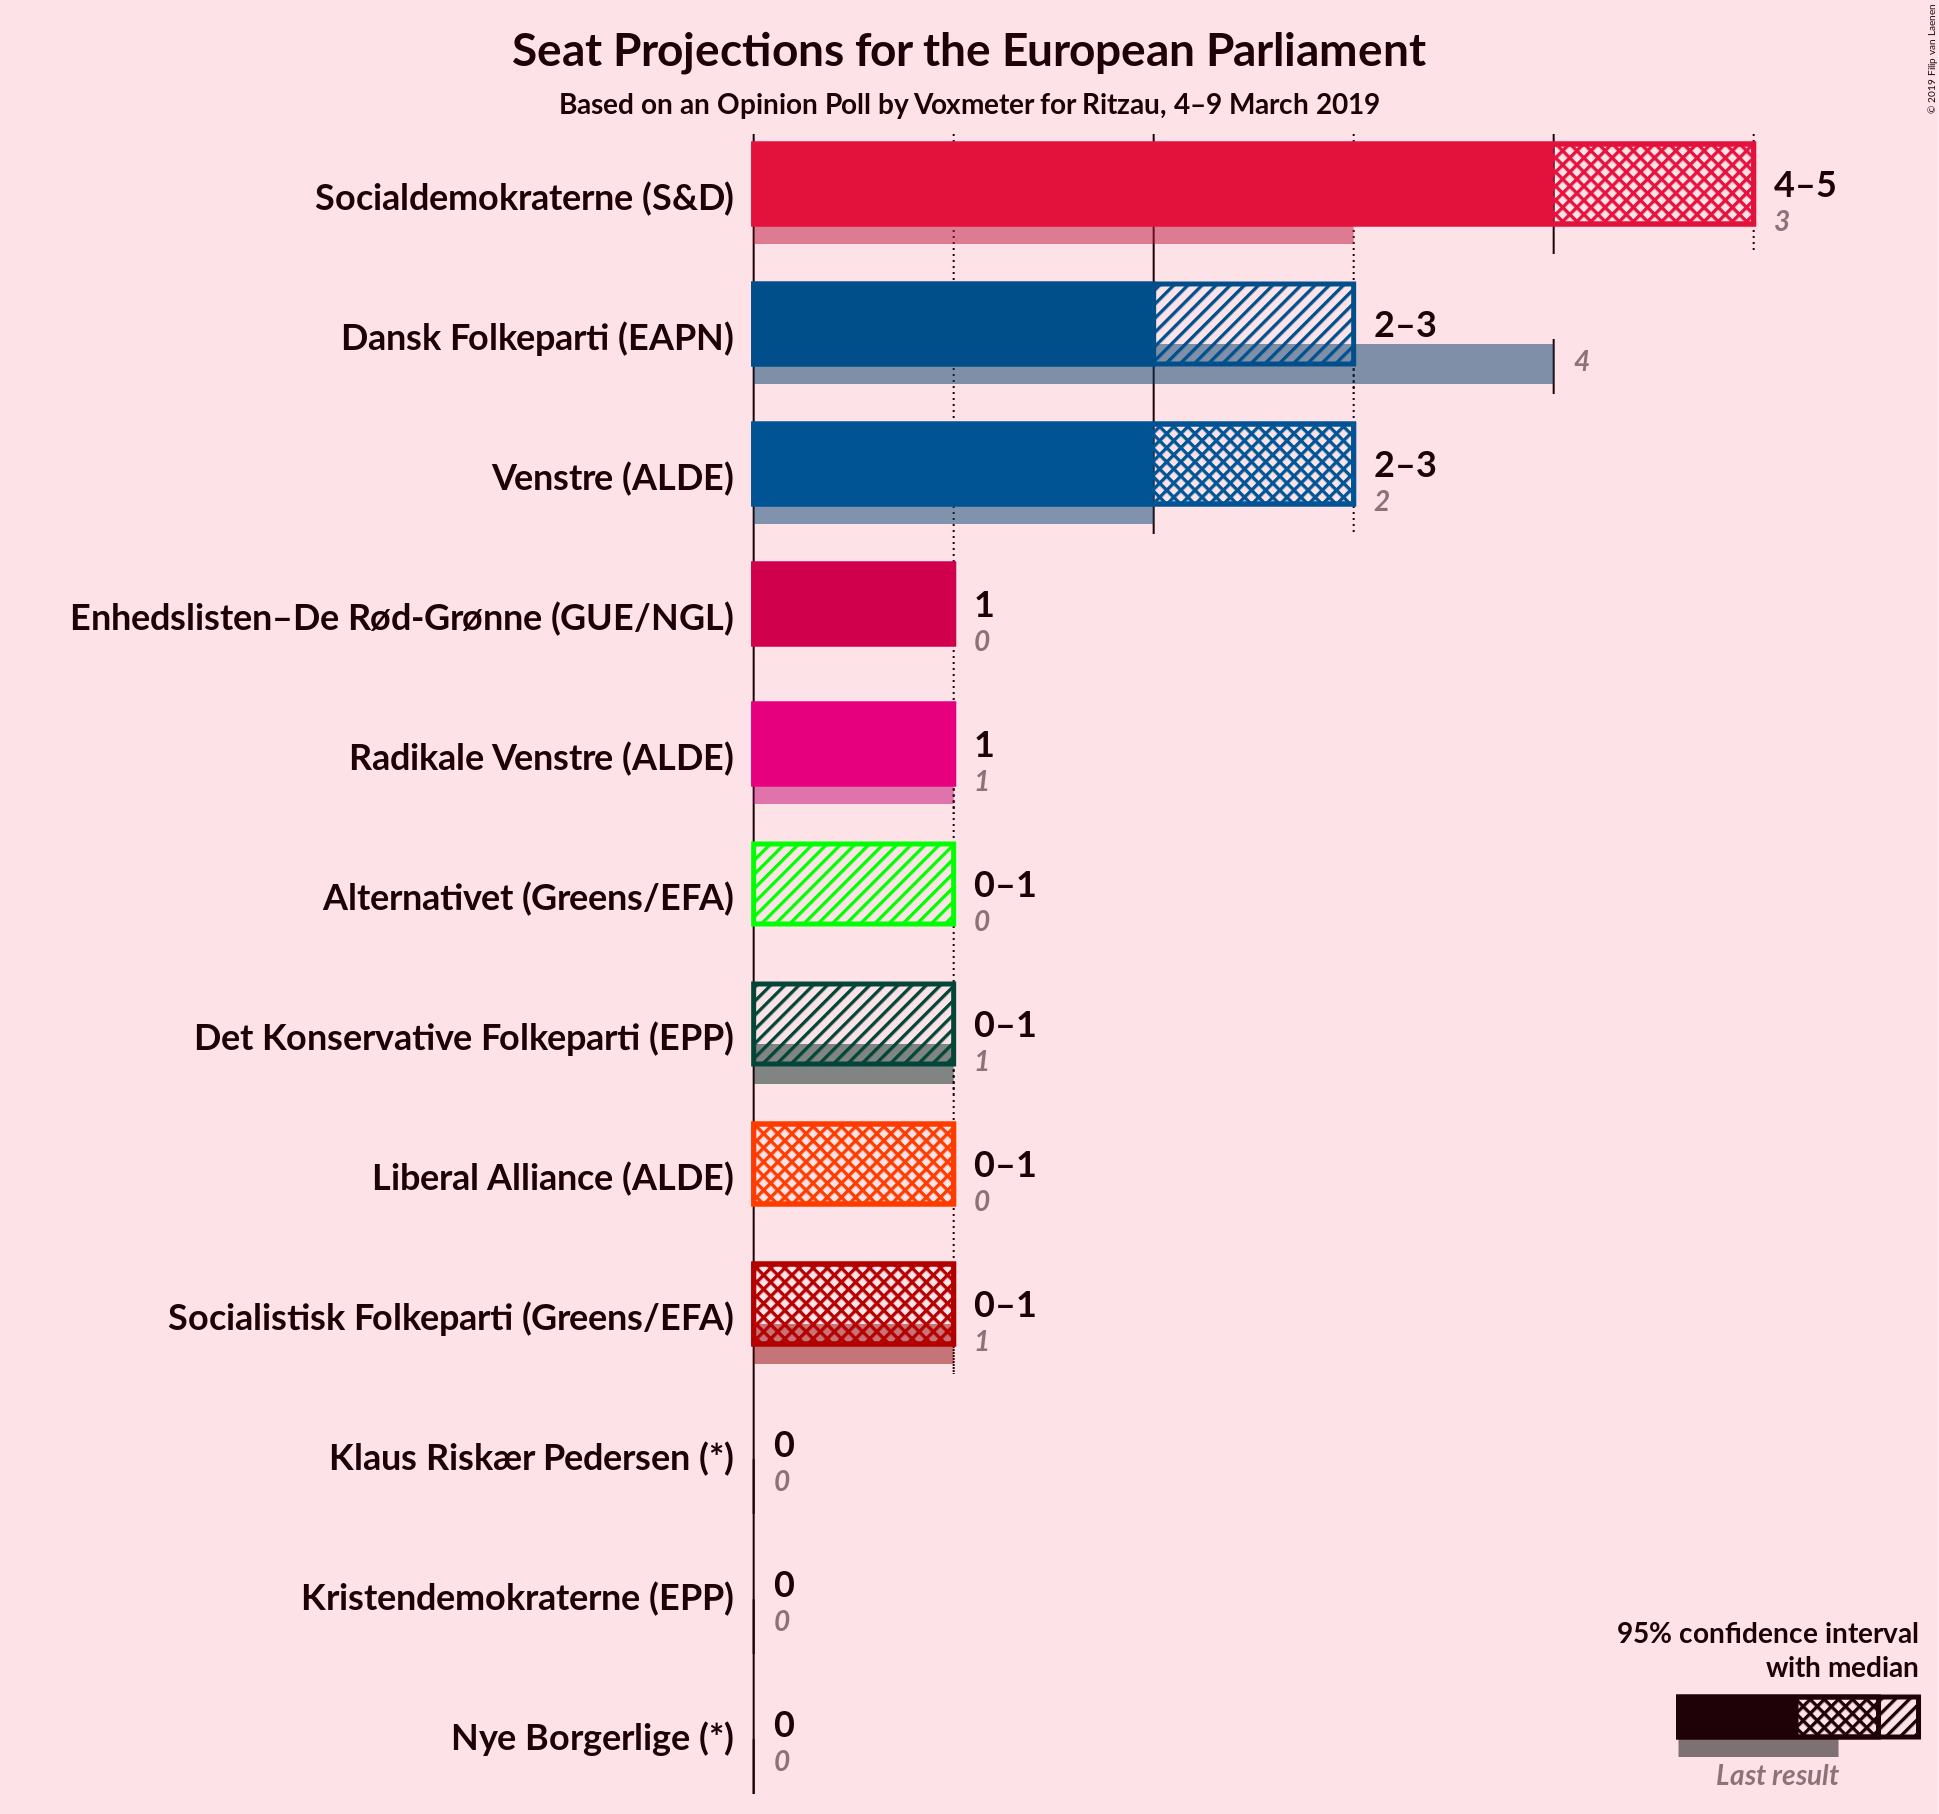 Seat Projections for the European Parliament
Based on an Opinion Poll by Voxmeter for Ritzau, 4–9 March 2019
© 2019 Filip van Laenen
Socialdemokraterne (S&D)
4–5
3
Dansk Folkeparti (EAPN)
2–3
4
Venstre (ALDE)
2–3
2
Enhedslisten–De Rød-Grønne (GUE/NGL)
1
0
Radikale Venstre (ALDE)
1
1
Alternativet (Greens/EFA)
0–1
0
Det Konservative Folkeparti (EPP)
0–1
1
Liberal Alliance (ALDE)
0–1
0
Socialistisk Folkeparti (Greens/EFA)
0–1
1
Klaus Riskær Pedersen (*)
0
0
Kristendemokraterne (EPP)
0
0
Nye Borgerlige (*)
0
0
95% confidence interval
with median
Last result